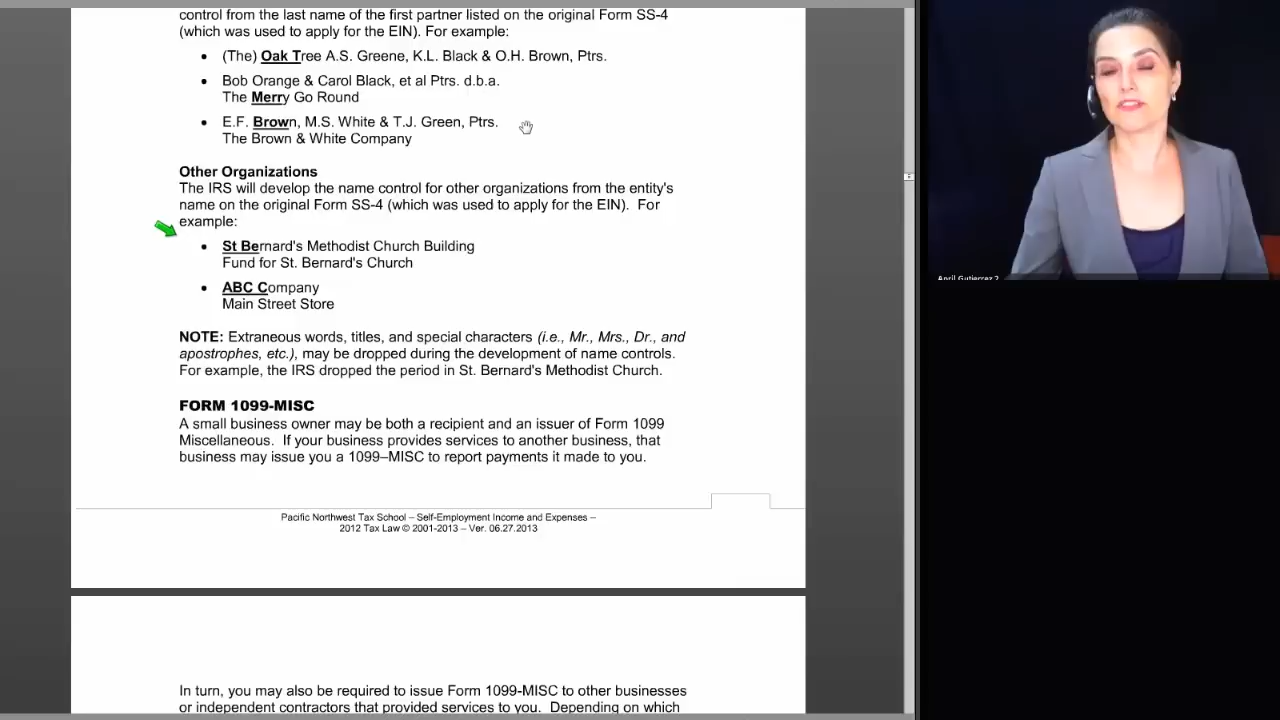 control from the last name of the first partner listed on the original Form SS-4
(which was used to apply for the EIN). For example:
• (The) Oak Tree A.S. Greene, K.L. Black & O.H. Brown, Ptrs.
• Bob Orange & Carol Black, et al Ptrs. d.b.a.
The Merry Go Round
• E.F. Brown, M.S. White & T.J. Green, Ptrs.
The Brown & White Company
Other Organizations
The IRS will develop the name control for other organizations from the entity's
name on the original Form SS-4 (which was used to apply for the EIN). For
example:
• St Bernard's Methodist Church Building
Fund for St. Bernard's Church
• ABC Company
Main Street Store
NOTE: Extraneous words, titles, and special characters (i.e., Mr., Mrs., Dr., and
apostrophes, etc.), may be dropped during the development of name controls.
For example, the IRS dropped the period in St. Bernard's Methodist Church.
FORM 1099-MISC
A small business owner may be both a recipient and an issuer of Form 1099
Miscellaneous. If your business provides services to another business, that
business may issue you a 1099–MISC to report payments it made to you.
Pacific Northwest Tax School – Self-Employment Income and Expenses –
2012 Tax Law © 2001-2013 – Ver. 06.27.2013
In turn, you may also be required to issue Form 1099-MISC to other businesses
or independent contractors that provided services to you. Depending on which
April Gutierrez 2